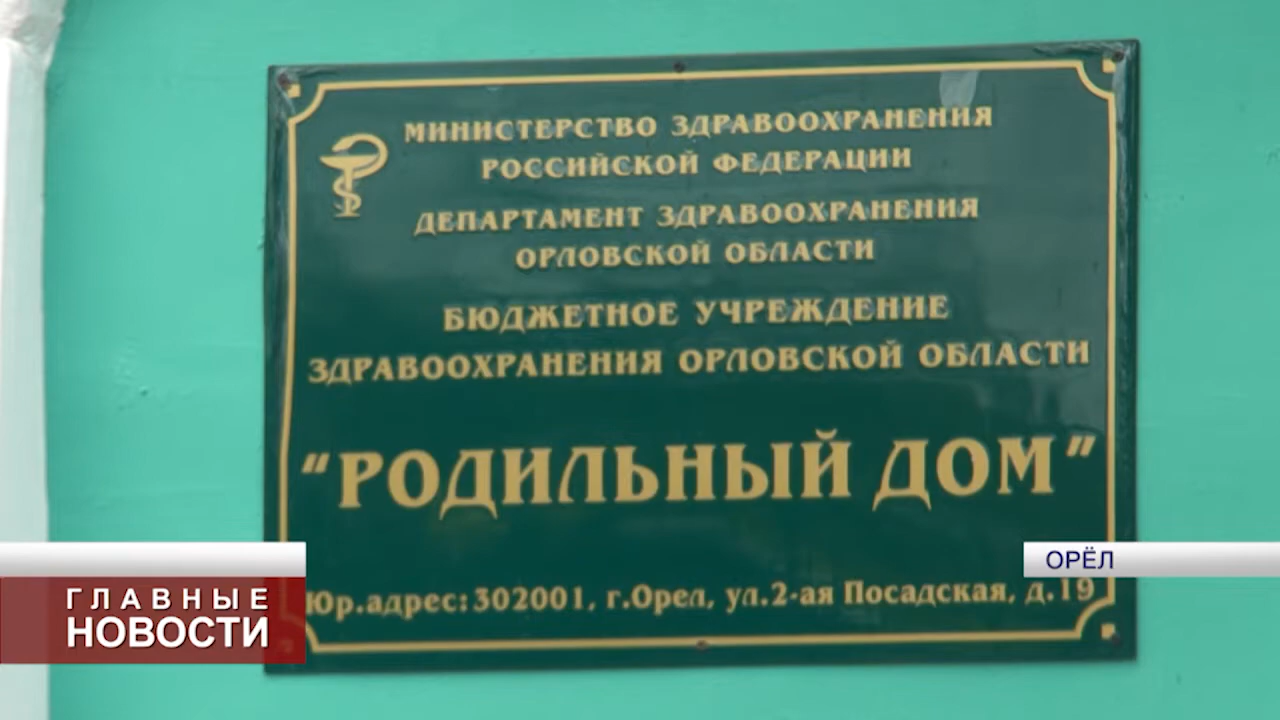 МИНИСТЕРСТВО ЗДРАВООХРАНЕНИЯ
РОССИЙСКОЙ ФЕДЕРАЦИИ
ДЕПАРТАМЕНТ ЗДРАВООХРАНЕНИЯ
ОРЛОВСКОЙ ОБЛАСТИ
БЮДЖЕТНОЕ УЧРЕЖДЕНИЕ
ЗДРАВООХРАНЕНИЯ ОРЛОВСКОЙ ОБЛАСТИ
"РОДИЛЬНЫЙ ДОМ"
Юр.адрес: 302001, г.Орел, ул.2-ая Посадская, д.19
ОРЁЛ
ГЛАВНЫЕ
НОВОСТИ